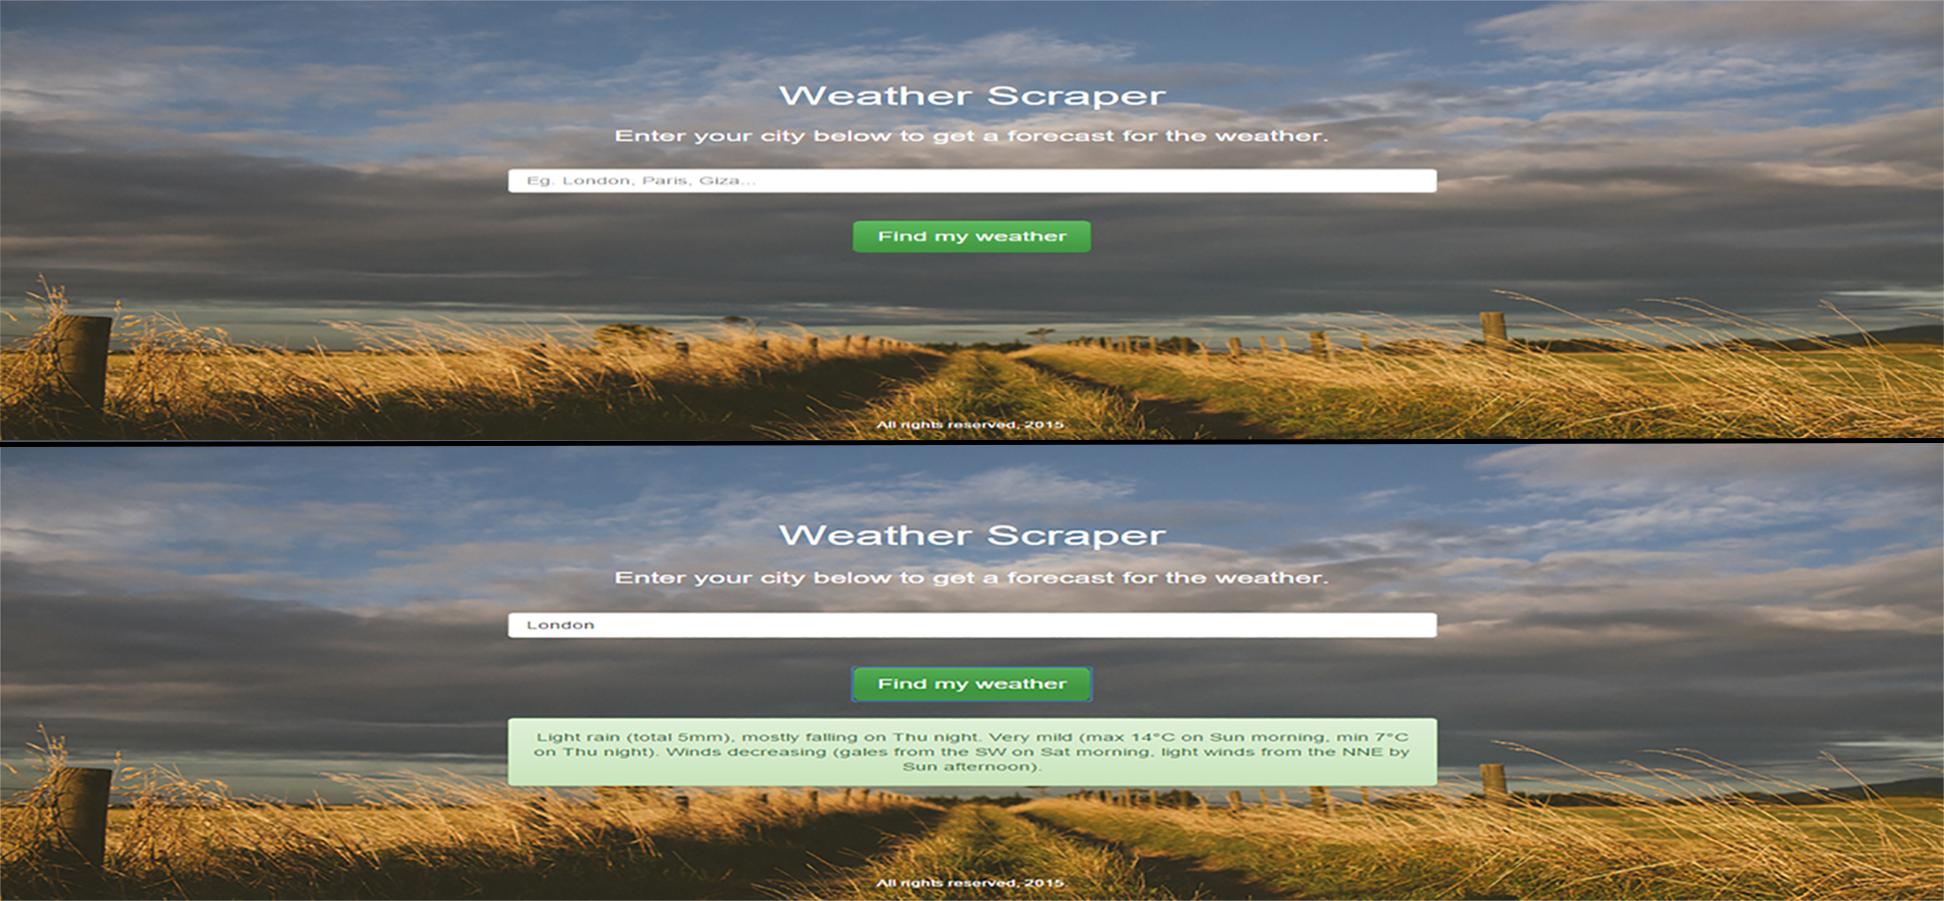 Weather Scraper
Enter your city below to get a forecast for the weather.
Eg. London, Paris, Giza...
Find my weather
All rights reserved, 2015
Weather Scraper
Enter your city below to get a forecast for the weather.
London
Find my weather
Light rain (total 5mm), mostly falling on Thu night. Very mild (max 14°C on Sun morning, min 7°C
on Thu night). Winds decreasing (gales from the SW on Sat morning, light winds from the NNE by
Sun afternoon).
All rights reserved, 2015